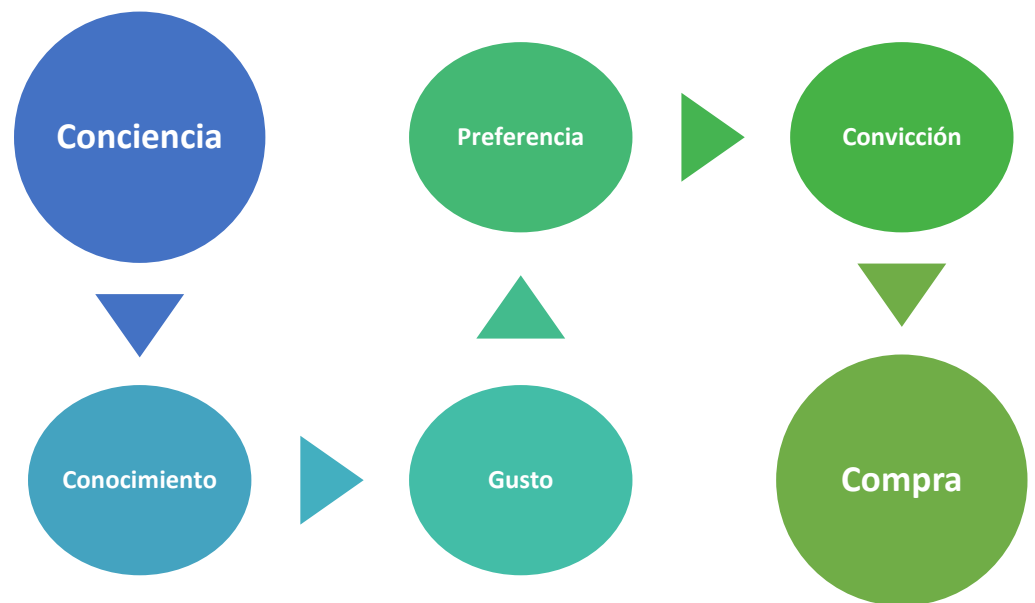 Conciencia
Conocimiento
Gusto
Preferencia
Convicción
Compra